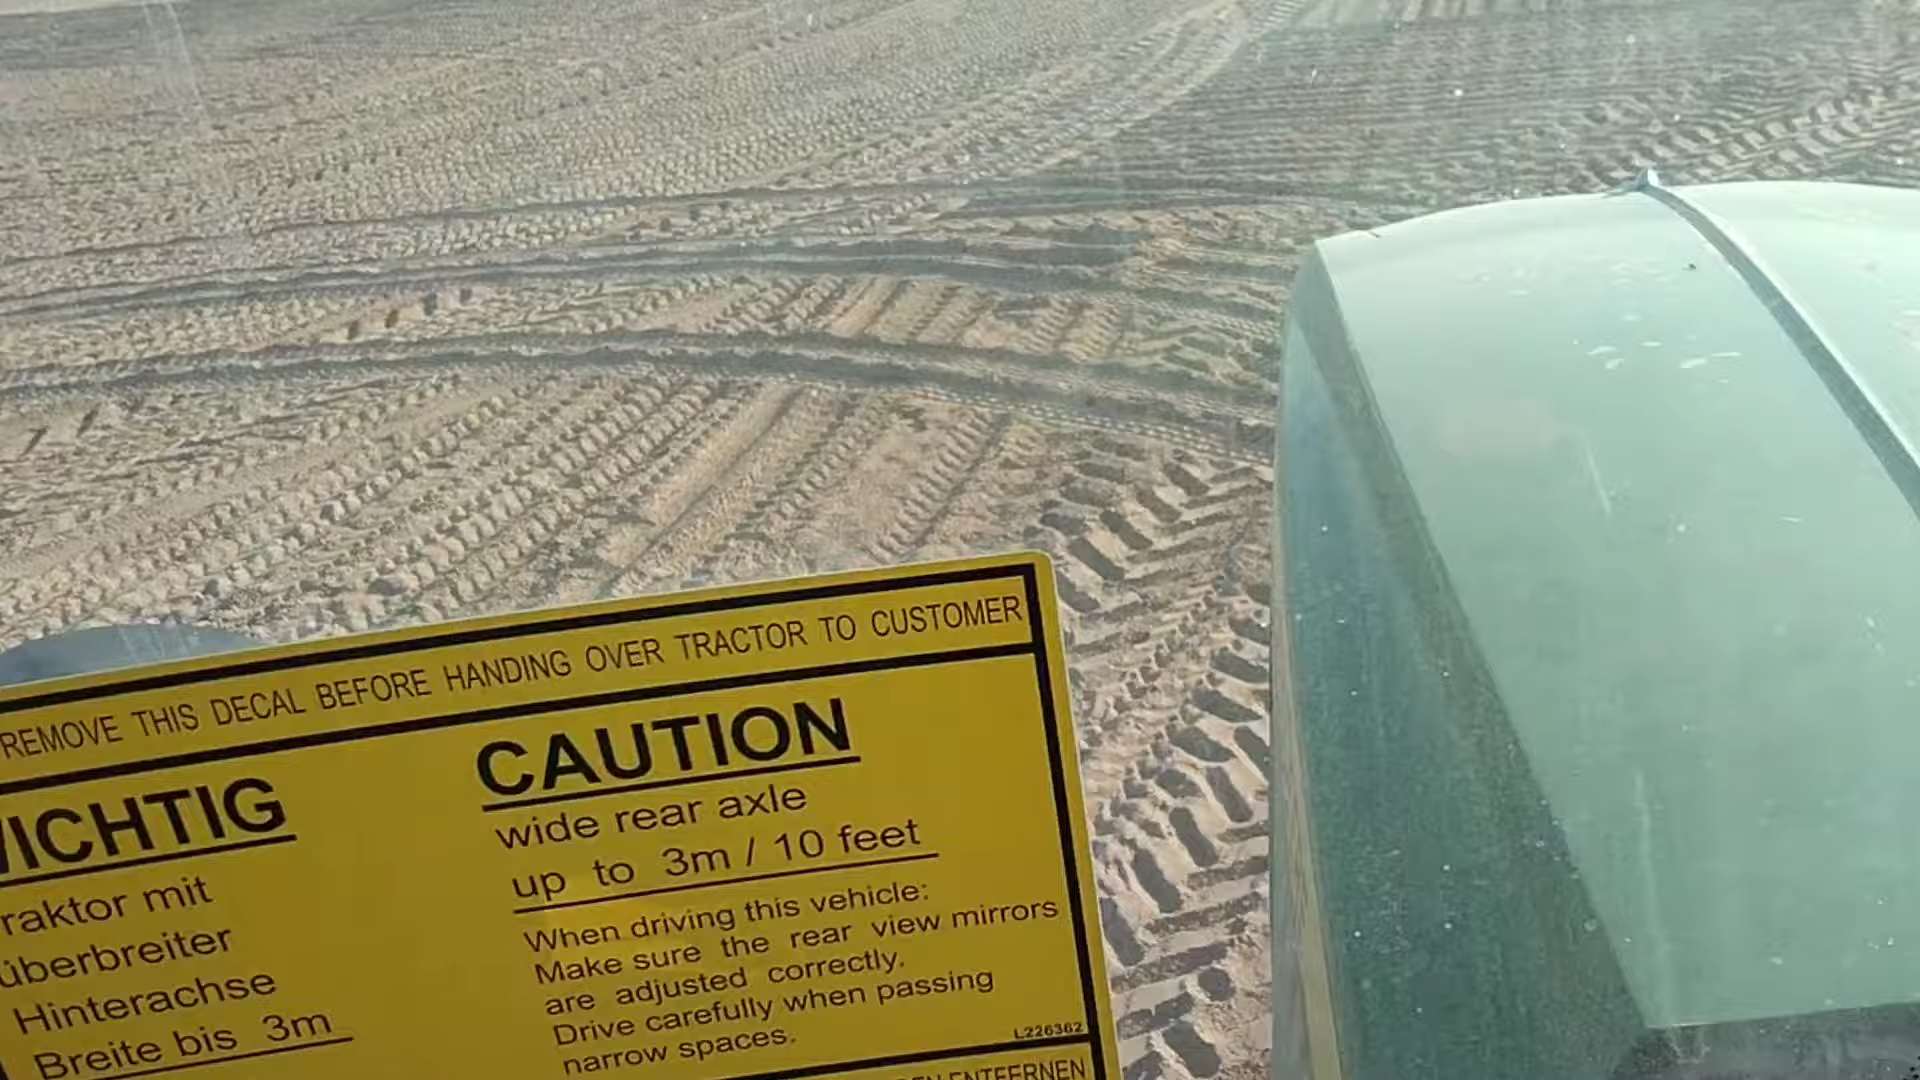 REMOVE THIS DECAL BEFORE HANDING OVER TRACTOR TO CUSTOMER
WICHTIG
raktor mit
überbreiter
Hinterachse
Breite bis 3m
CAUTION
wide rear axle
up to 3m / 10 feet
When driving this vehicle:
Make sure the rear view mirrors
are adjusted correctly.
Drive carefully when passing
narrow spaces.
L226362
ENTFERNEN